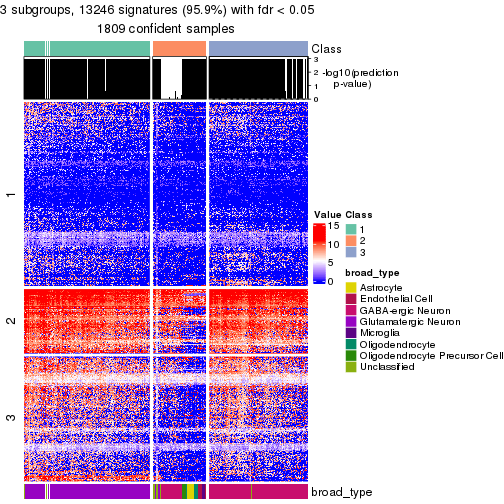 3 subgroups, 13246 signatures (95.9%) with fdr < 0.05
1809 confident samples
Class
3
2
1
0
-log10(prediction
p-value)
1
2
3
Value
15
10
5
0
Class
1
2
3
broad_type
Astrocyte
Endothelial Cell
GABA-ergic Neuron
Glutamatergic Neuron
Microglia
Oligodendrocyte
Oligodendrocyte Precursor Cell
Unclassified
broad_type